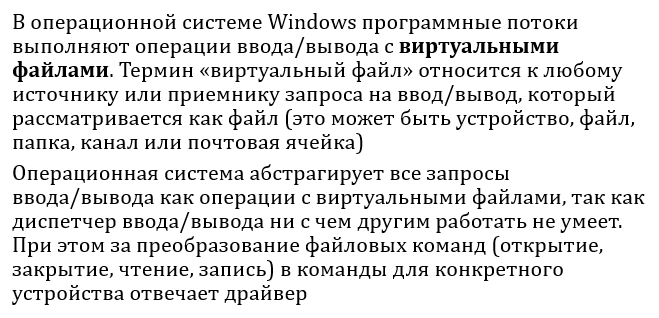 В операционной системе Windows программные потоки
выполняют операции ввода/вывода с виртуальными
файлами. Термин «виртуальный файл» относится к любому
источнику или приемнику запроса на ввод/вывод, который
рассматривается как файл (это может быть устройство, файл,
папка, канал или почтовая ячейка)
Операционная система абстрагирует все запросы
ввода/вывода как операции с виртуальными файлами, так как
диспетчер ввода/вывода ни с чем другим работать не умеет.
При этом за преобразование файловых команд (открытие,
закрытие, чтение, запись) в команды для конкретного
устройства отвечает драйвер